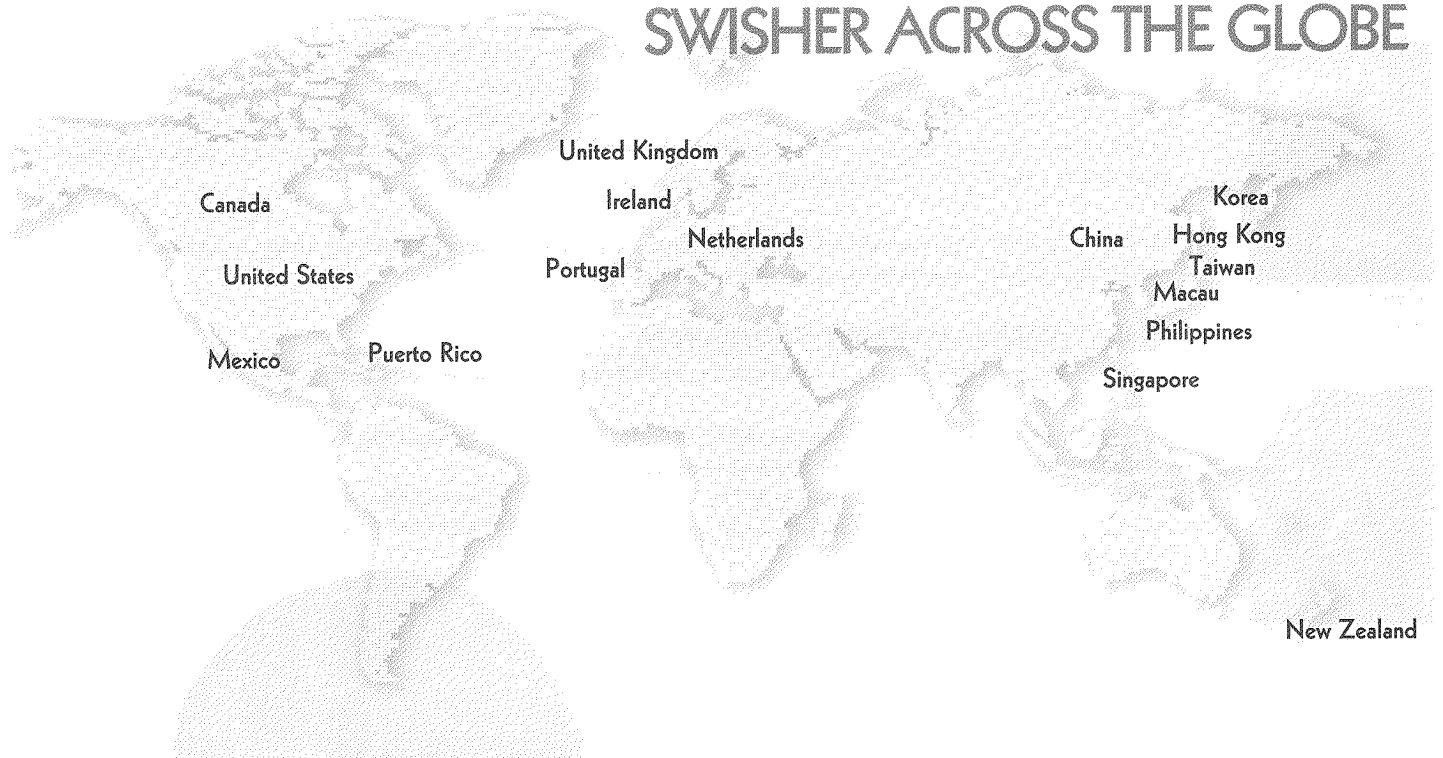 SWISHER ACROSS THE GLOBE
United Kingdom
Canada
Ireland
Korea
Netherlands
China
Hong Kong
Portugal
Taiwan
United States
Macau
Philippines
Mexico
Puerto Rico
Singapore
New Zealand